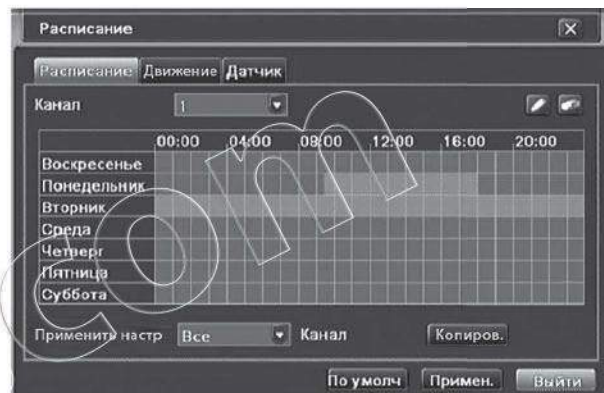 Расписание
Расписание Движение Датчик
Канал 1
00:00 04:00 08:00 12:00 16:00 20:00
Воскресенье
Понедельник
Вторник
Среда
Четверг
Пятница
Суббота
Применить настр Все Канал Копиров.
По умолч Примен. Выйти
com